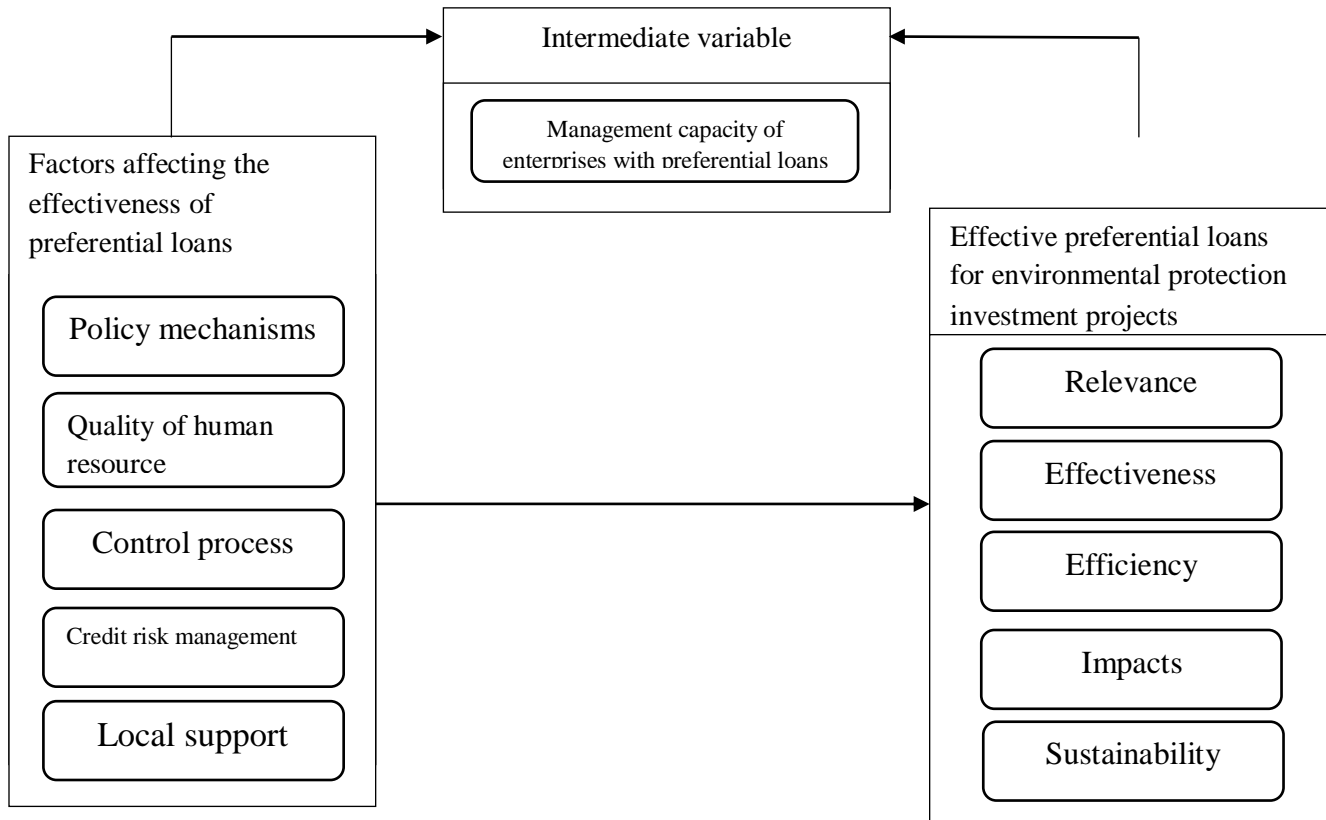 Intermediate variable
Management capacity of
enterprises with preferential loans
Factors affecting the
effectiveness of
preferential loans
Policy mechanisms
Quality of human
resource
Control process
Credit risk management
Local support
Effective preferential loans
for environmental protection
investment projects
Relevance
Effectiveness
Efficiency
Impacts
Sustainability